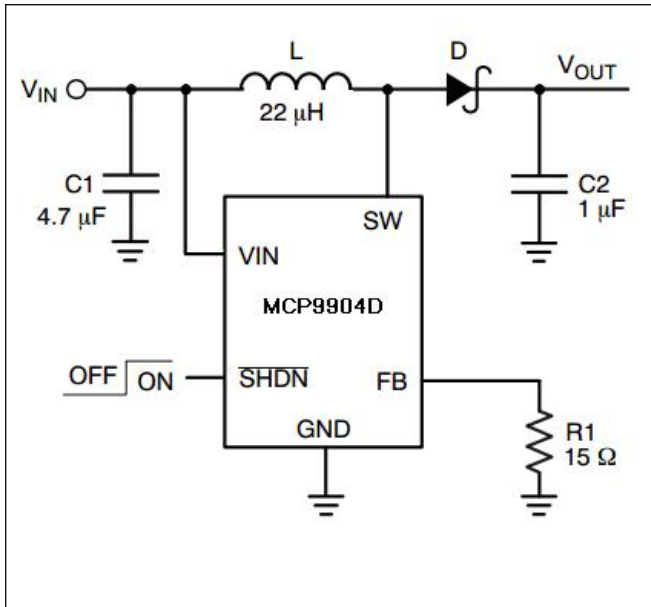 L
D
VIN
VOUT
22 μH
C1
4.7 μF
C2
1 μF
SW
VIN
MCP9904D
OFF ON
SHDN
FB
GND
R1
15 Ω